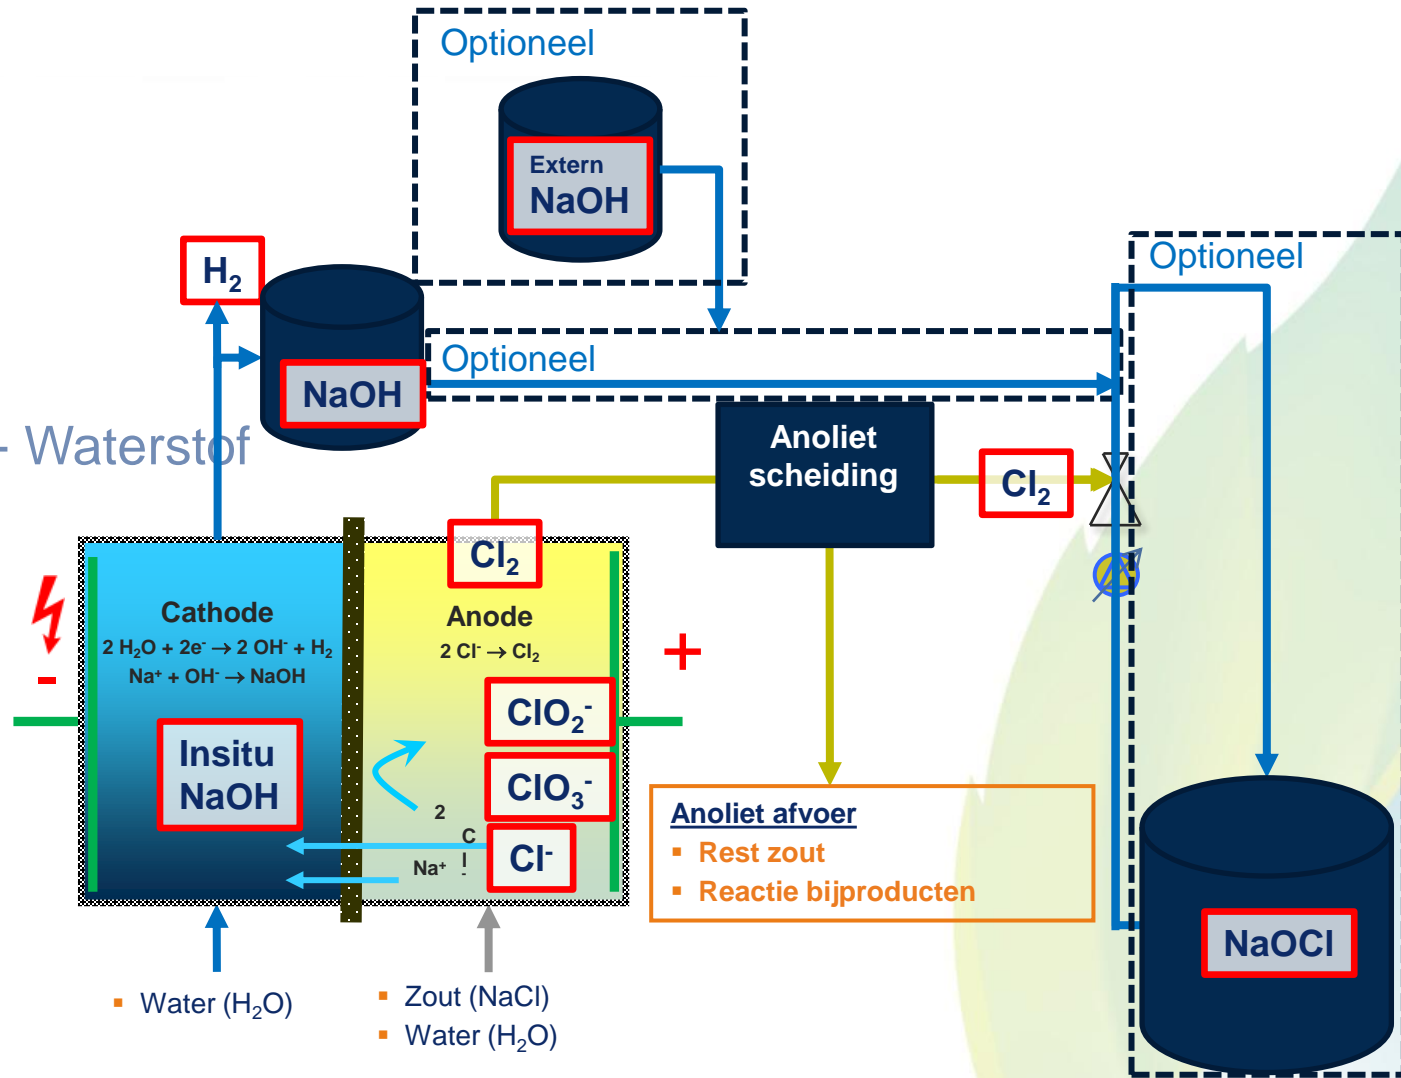 Optioneel
Extern
NaOH
H₂
Optioneel
Optioneel
NaOH
- Waterstof
Anoliet
scheiding
Cl₂
Cl₂
Cathode
2 H₂O + 2e⁻ → 2 OH⁻ + H₂
Na⁺ + OH⁻ → NaOH
-
Anode
2 Cl⁻ → Cl₂
+
ClO₂⁻
Insitu
NaOH
ClO₃⁻
2
C
l
-
Na⁺
Cl⁻
Anoliet afvoer
▪ Rest zout
▪ Reactie bijproducten
NaOCl
▪ Water (H₂O)
▪ Zout (NaCl)
▪ Water (H₂O)